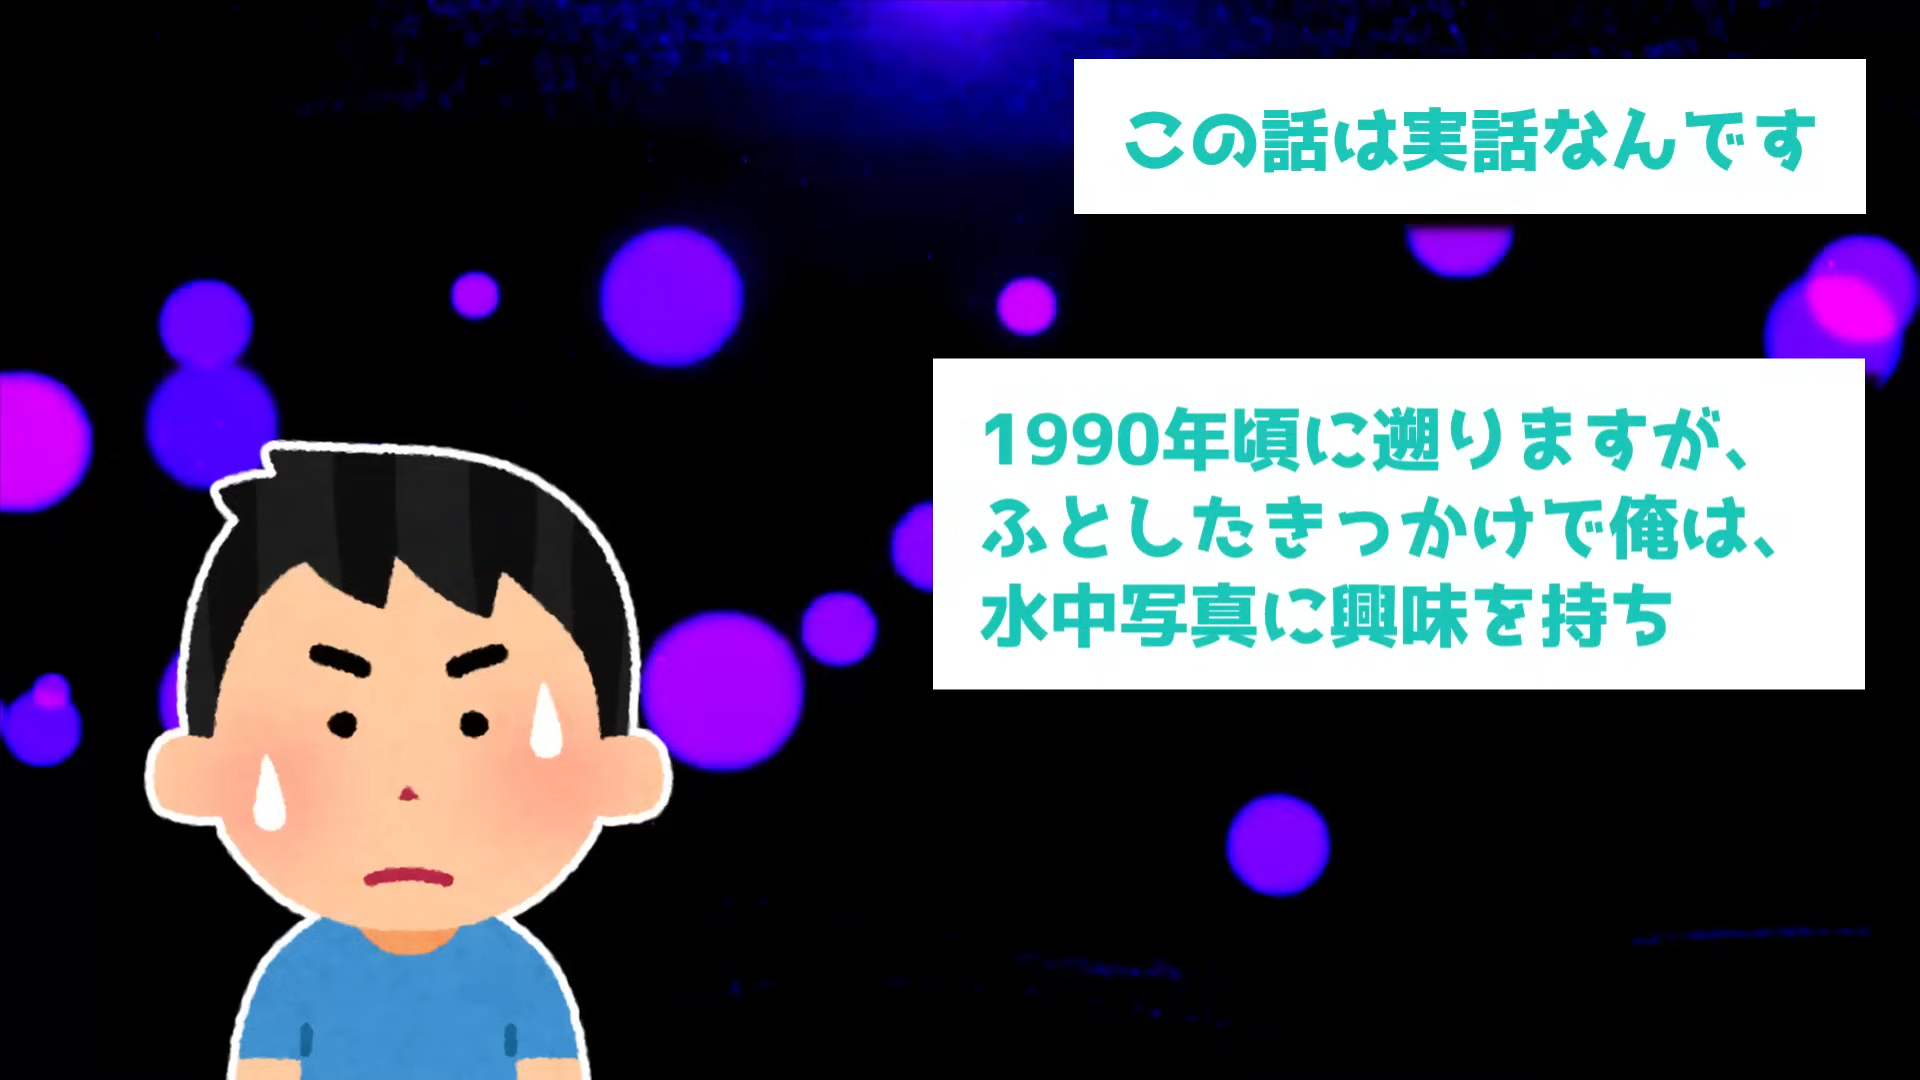 この話は実話なんです
1990年頃に遡りますが、
ふとしたきっかけで俺は、
水中写真に興味を持ち